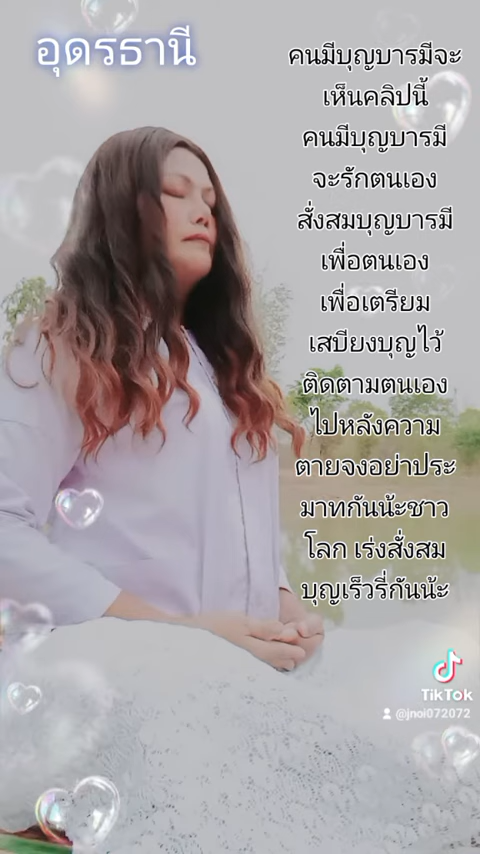 อุดรธานี
คนมีบุญบารมีจะ
เห็นคลิปนี้
คนมีบุญบารมี
จะรักตนเอง
สั่งสมบุญบารมี
เพื่อตนเอง
เพื่อเตรียม
เสบียงบุญไว้
ติดตามตนเอง
ไปหลังความ
ตายจงอย่าประ
มาทกันน้ะชาว
โลก เร่งสั่งสม
บุญเร็วรี่กันน้ะ
TikTok
@jnoi072072